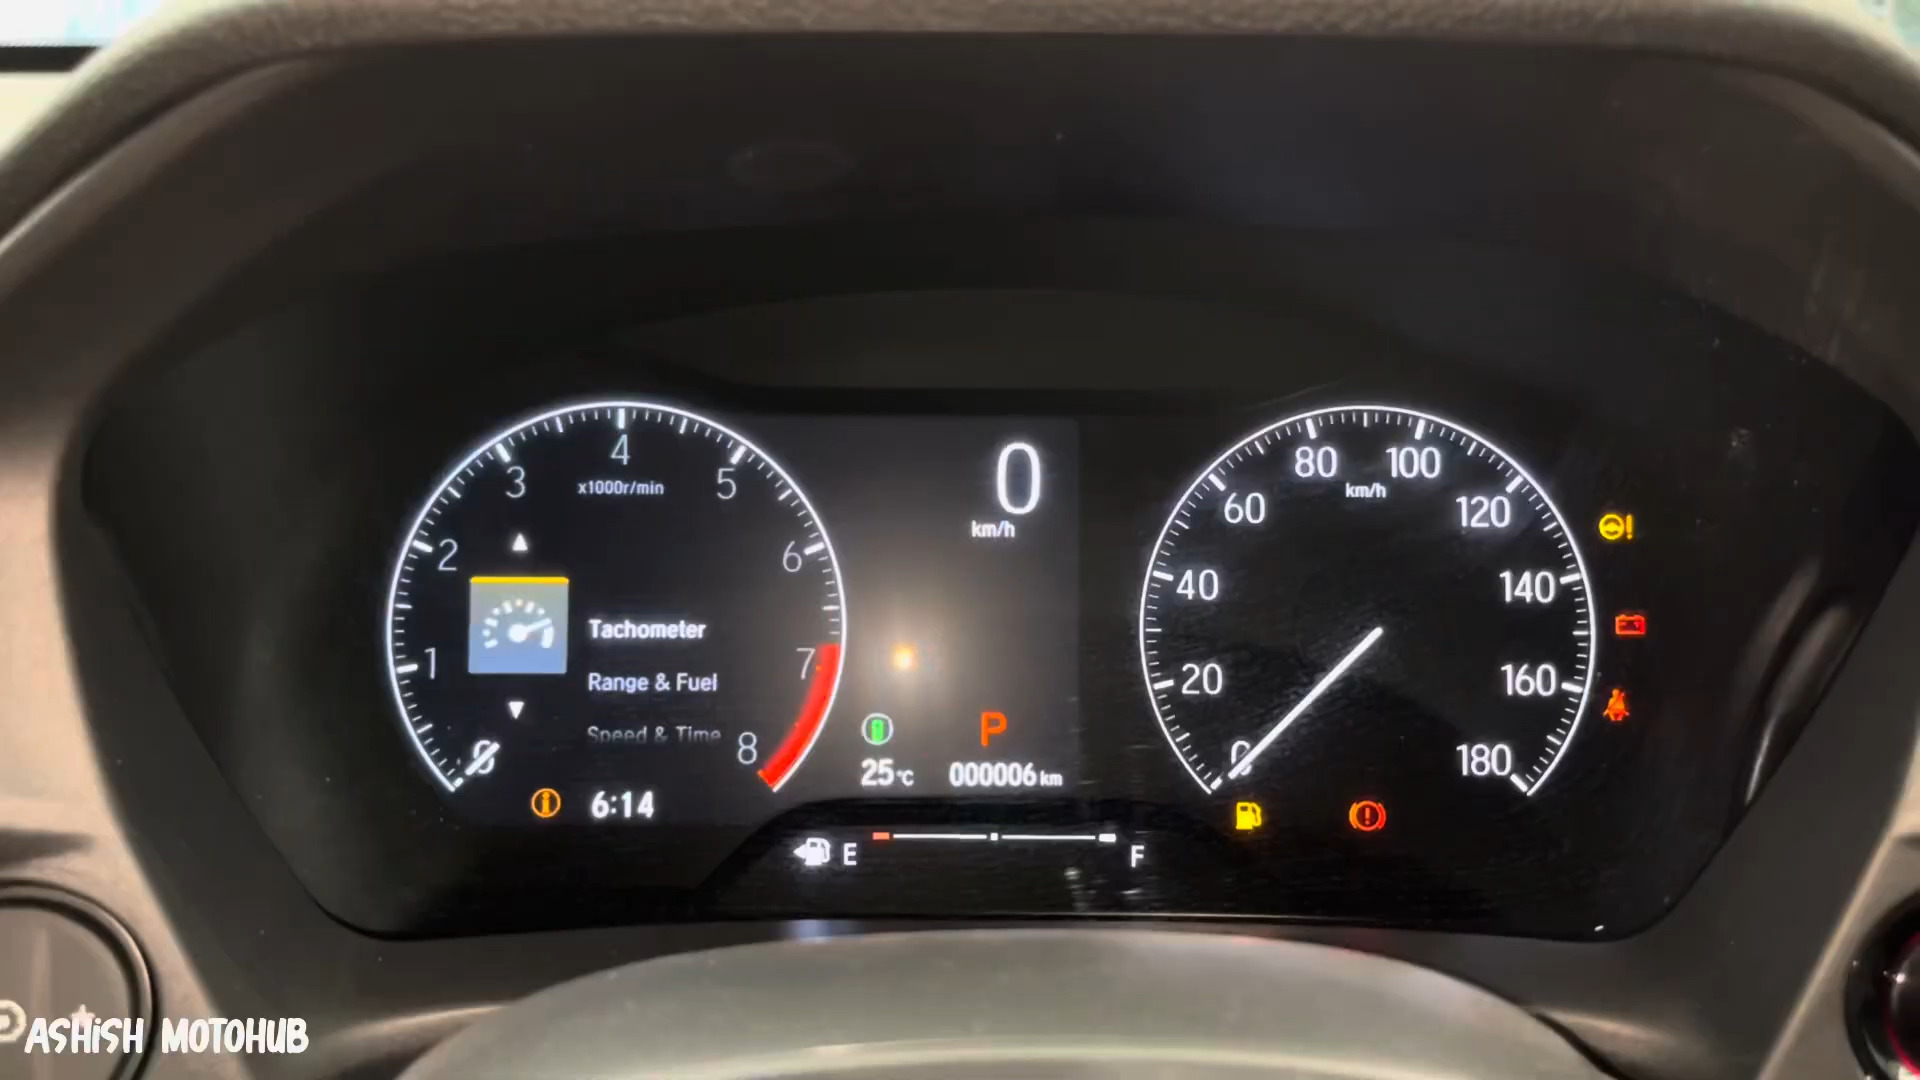 4
3
x1000r/min
5
2
6
Tachometer
1
7
Range & Fuel
Speed & Time
0
8
6:14
0
km/h
P
25°C
000006 km
E
F
80
100
km/h
60
120
40
140
20
160
0
180
ASHiSH MOTOHUB